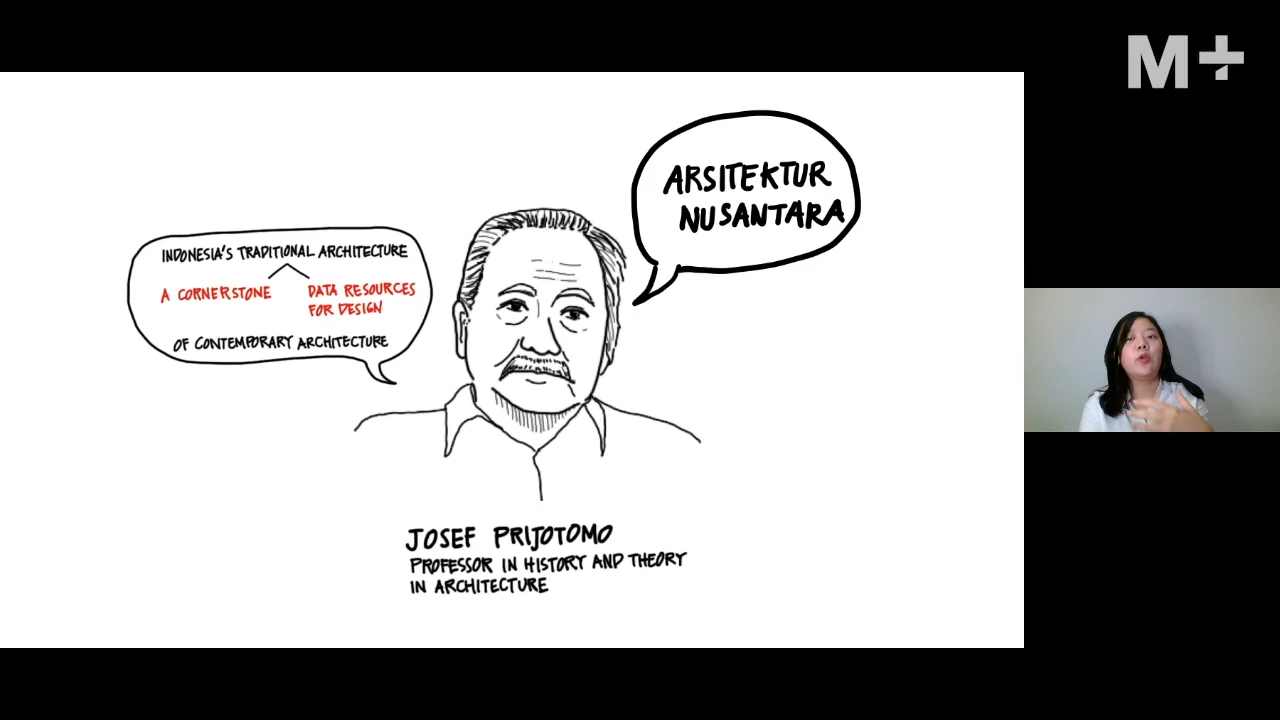 M+
ARSITEKTUR
NUSANTARA
INDONESIA'S TRADITIONAL ARCHITECTURE
A CORNERSTONE
DATA RESOURCES
FOR DESIGN
OF CONTEMPORARY ARCHITECTURE
JOSEF PRIJOTOMO
PROFESSOR IN HISTORY AND THEORY
IN ARCHITECTURE